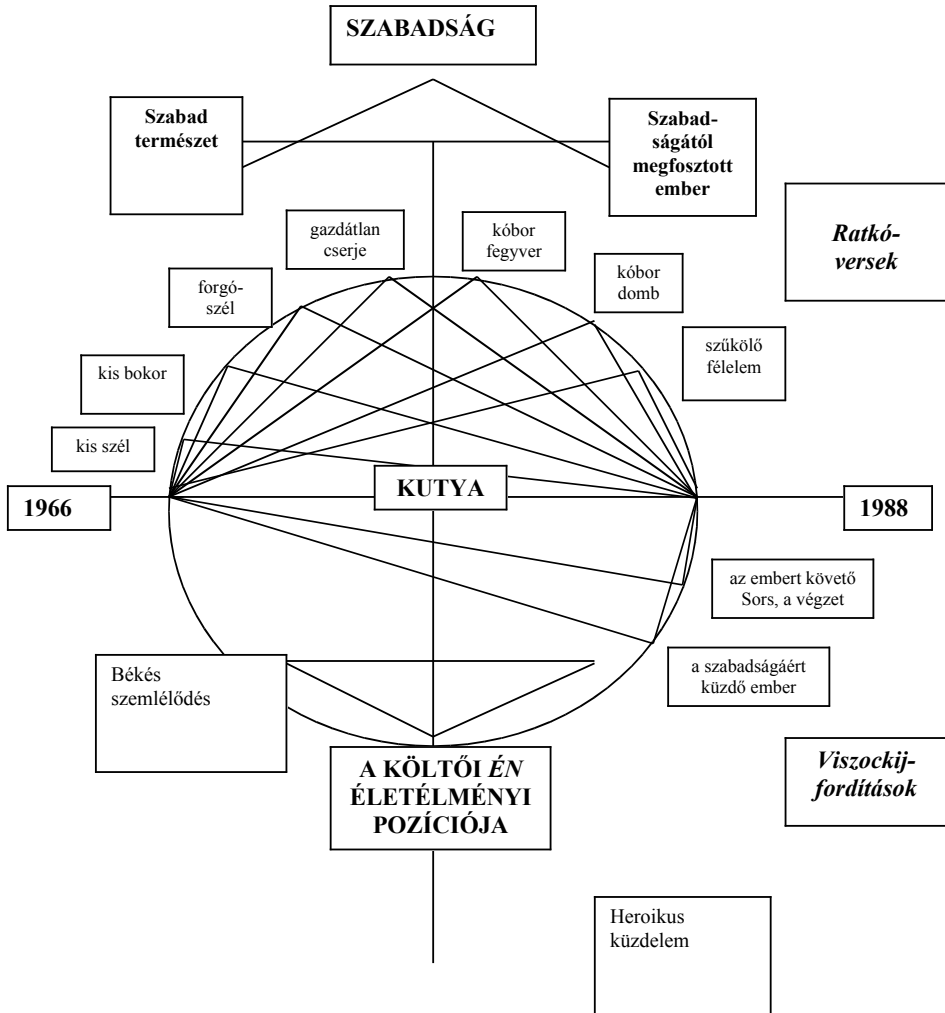 SZABADSÁG
Szabad
természet
Szabad-
ságától
megfosztott
ember
Ratkó-
versek
gazdátlan
cserje
kóbor
fegyver
kóbor
domb
forgó-
szél
szűkölő
félelem
kis bokor
kis szél
1966
KUTYA
1988
az embert követő
Sors, a végzet
a szabadságáért
küzdő ember
Békés
szemlélődés
A KÖLTŐI ÉN
ÉLETÉLMÉNYI
POZÍCIÓJA
Viszockij-
fordítások
Heroikus
küzdelem